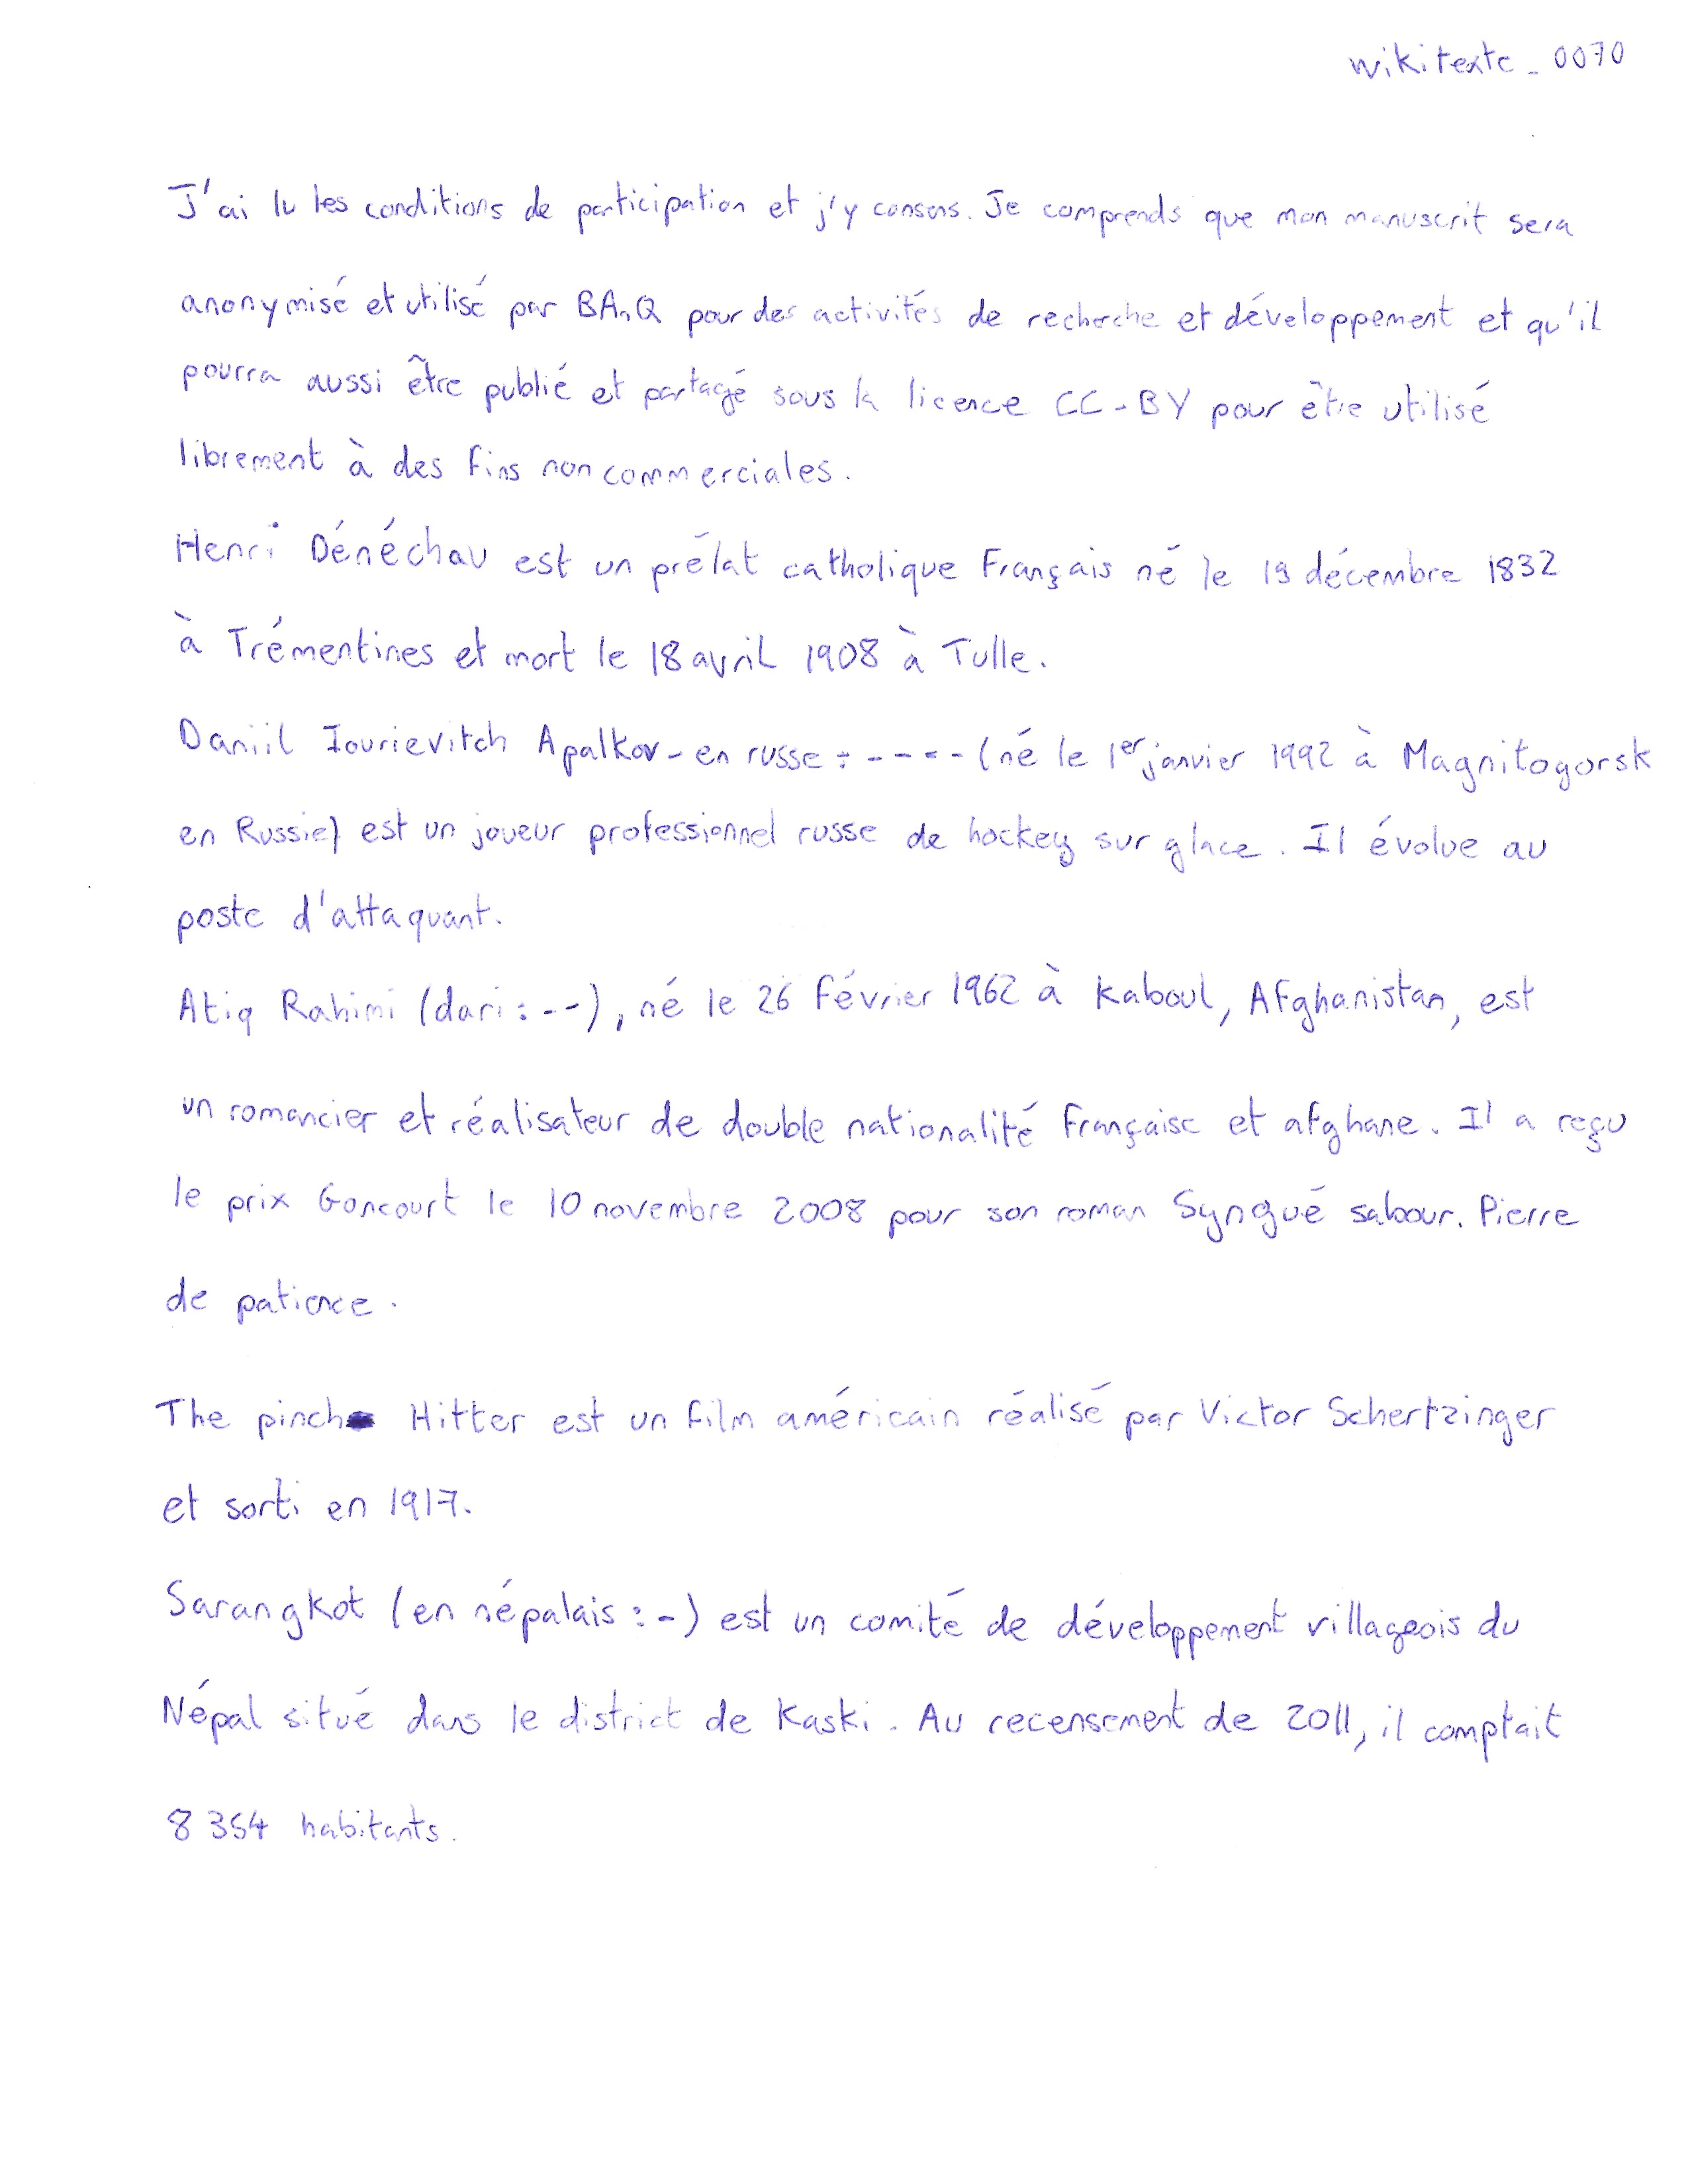 wikitexte_0070
J'ai lu les conditions de participation et j'y consens. Je comprends que mon manuscrit sera
anonymisé et utilisé par BAnQ pour des activités de recherche et développement et qu'il
pourra aussi être publié et partagé sous la licence CC-BY pour être utilisé
librement à des fins non commerciales.
Henri Dénéchau est un prélat catholique Français né le 19 décembre 1832
à Trémentines et mort le 18 avril 1908 à Tulle.
Daniil Iourievitch Apalkov - en russe : ---- (né le 1er janvier 1992 à Magnitogorsk
en Russie) est un joueur professionnel russe de hockey sur glace. Il évolue au
poste d'attaquant.
Atiq Rahimi (dari : --), né le 26 février 1962 à Kaboul, Afghanistan, est
un romancier et réalisateur de double nationalité française et afghane. Il a reçu
le prix Goncourt le 10 novembre 2008 pour son roman Syngué sabour. Pierre
de patience.
The pinch Hitter est un film américain réalisé par Victor Schertzinger
et sorti en 1917.
Sarangkot (en népalais : -) est un comité de développement villageois du
Népal situé dans le district de Kaski. Au recensement de 2011, il comptait
8 354 habitants.